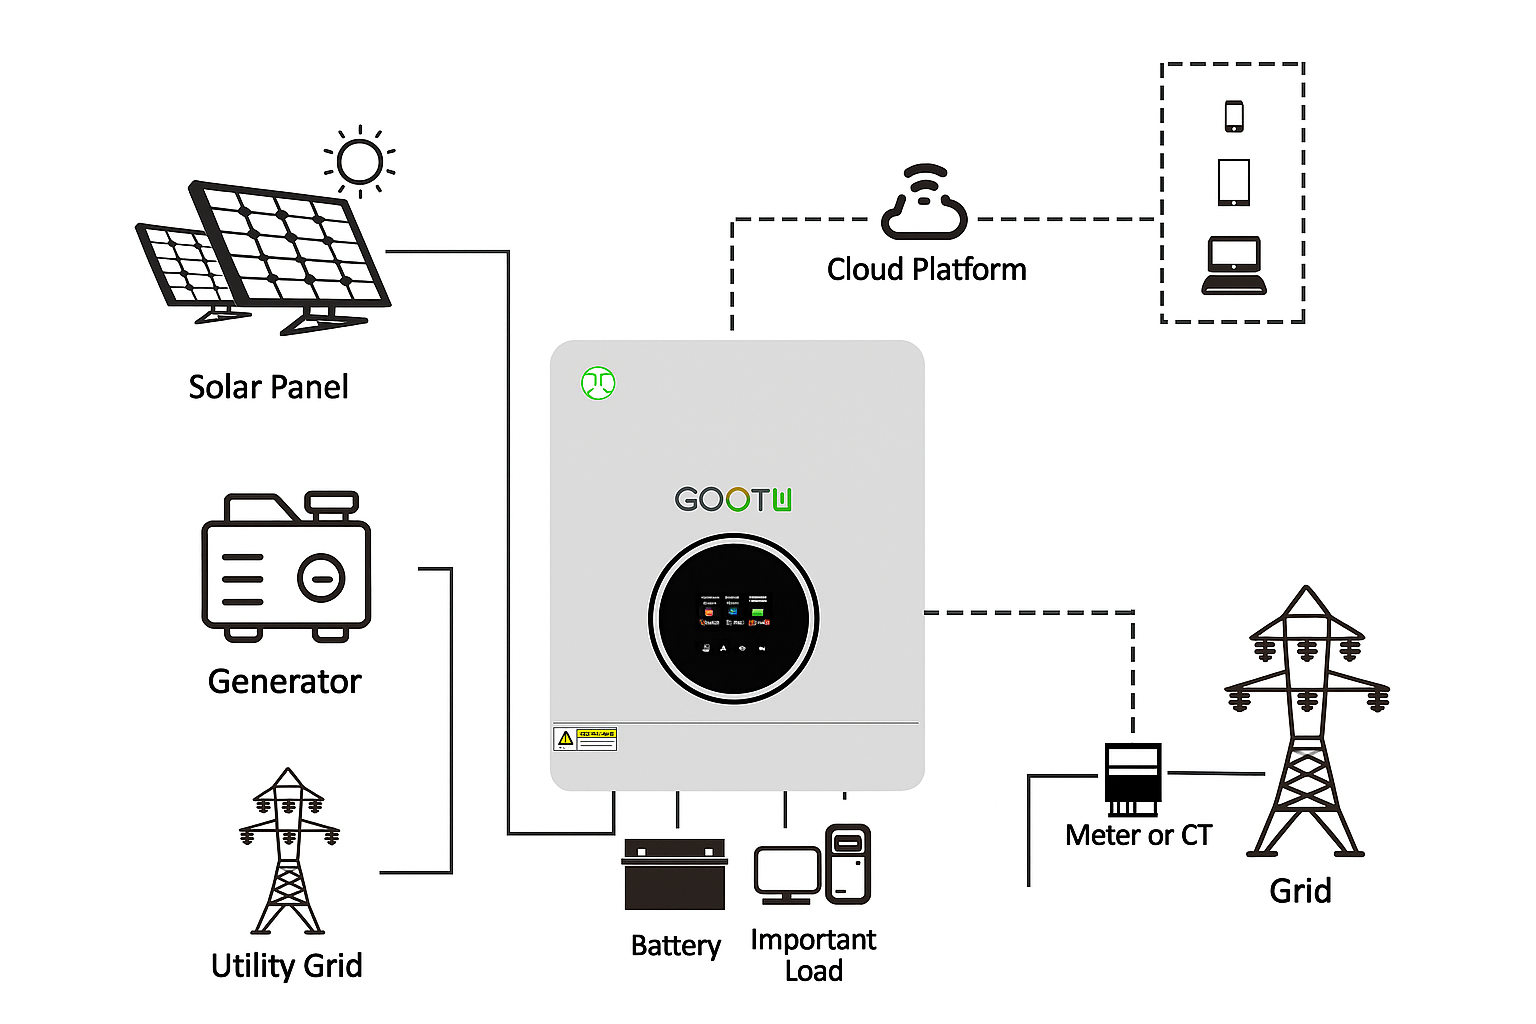 Cloud Platform
Solar Panel
GOOTU
Generator
Meter or CT
Grid
Battery
Important
Load
Utility Grid